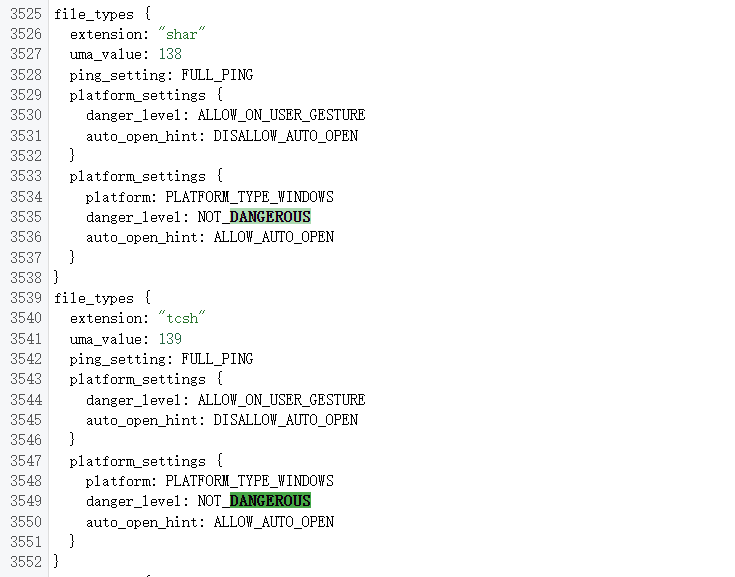 3525 file_types {
3526   extension: "shar"
3527   uma_value: 138
3528   ping_setting: FULL_PING
3529   platform_settings {
3530     danger_level: ALLOW_ON_USER_GESTURE
3531     auto_open_hint: DISALLOW_AUTO_OPEN
3532   }
3533   platform_settings {
3534     platform: PLATFORM_TYPE_WINDOWS
3535     danger_level: NOT_DANGEROUS
3536     auto_open_hint: ALLOW_AUTO_OPEN
3537   }
3538 }
3539 file_types {
3540   extension: "tcsh"
3541   uma_value: 139
3542   ping_setting: FULL_PING
3543   platform_settings {
3544     danger_level: ALLOW_ON_USER_GESTURE
3545     auto_open_hint: DISALLOW_AUTO_OPEN
3546   }
3547   platform_settings {
3548     platform: PLATFORM_TYPE_WINDOWS
3549     danger_level: NOT_DANGEROUS
3550     auto_open_hint: ALLOW_AUTO_OPEN
3551   }
3552 }